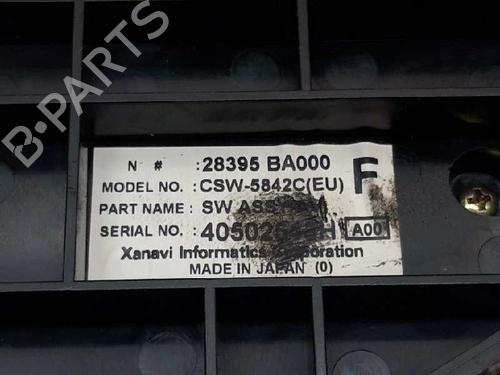 B-PARTS
N # : 28395 BA000
MODEL NO. : CSW-5842C(EU)
F
PART NAME : SW
SERIAL NO. :
A00
Xanavi Informatics Corporation
MADE IN JAPAN (0)